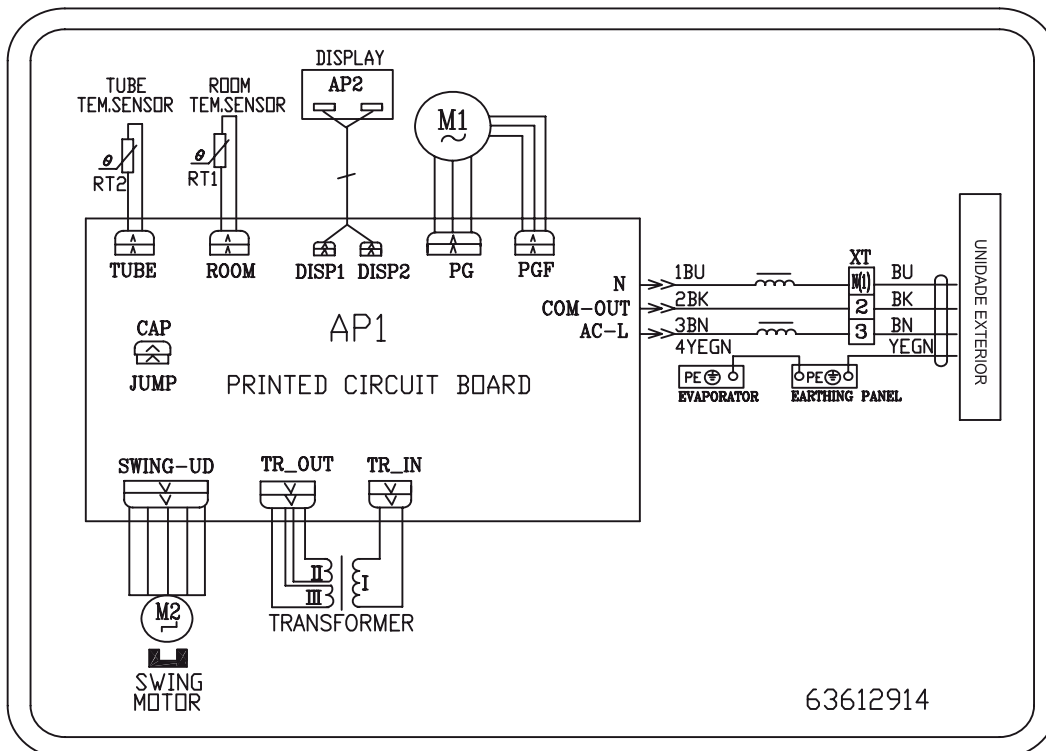 DISPLAY
AP2
TUBE
TEM.SENSOR
ROOM
TEM.SENSOR
M1
θ
RT2
θ
RT1
TUBE
ROOM
DISP1
DISP2
PG
PGF
N
COM-OUT
AC-L
1BU
2BK
3BN
4YEGN
XT
N(1)
2
3
BU
BK
BN
YEGN
UNIDADE EXTERIOR
PE
EVAPORATOR
PE
EARTHING PANEL
CAP
JUMP
AP1
PRINTED CIRCUIT BOARD
SWING-UD
TR_OUT
TR_IN
II
III
I
TRANSFORMER
M2
SWING
MOTOR
63612914